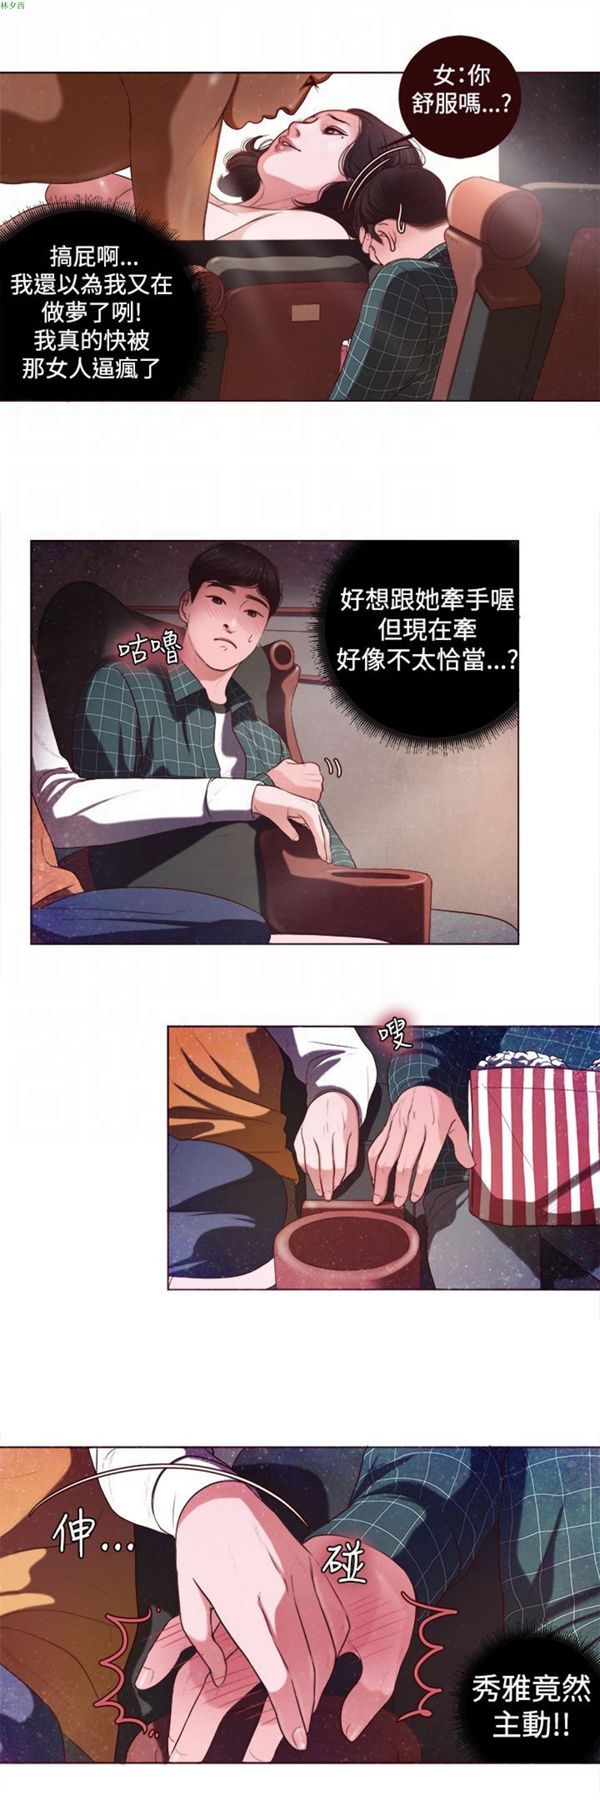 林夕西
女:你
舒服嗎...?
搞屁啊...
我還以為我又在
做夢了咧!
我真的快被
那女人逼瘋了
好想跟她牽手喔
但現在牽
好像不太恰當...?
咕嚕
嗖
伸...
碰
秀雅竟然
主動!!